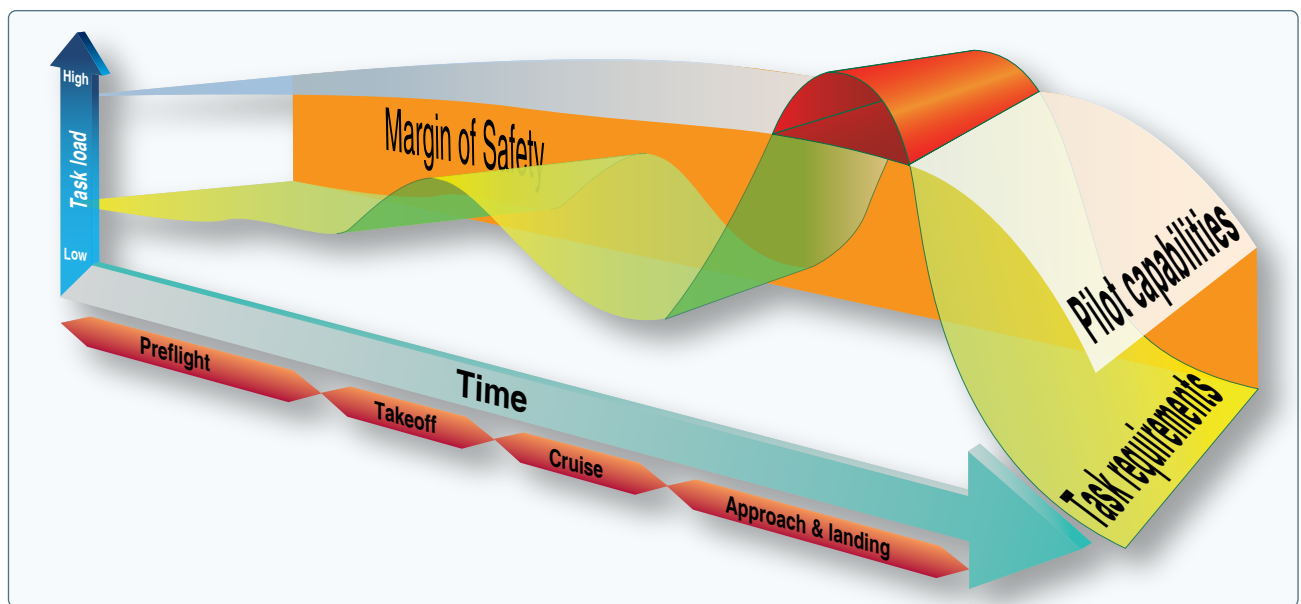 High
Task load
Low
Margin of Safety
Pilot capabilities
Task requirements
Time
Preflight
Takeoff
Cruise
Approach & landing